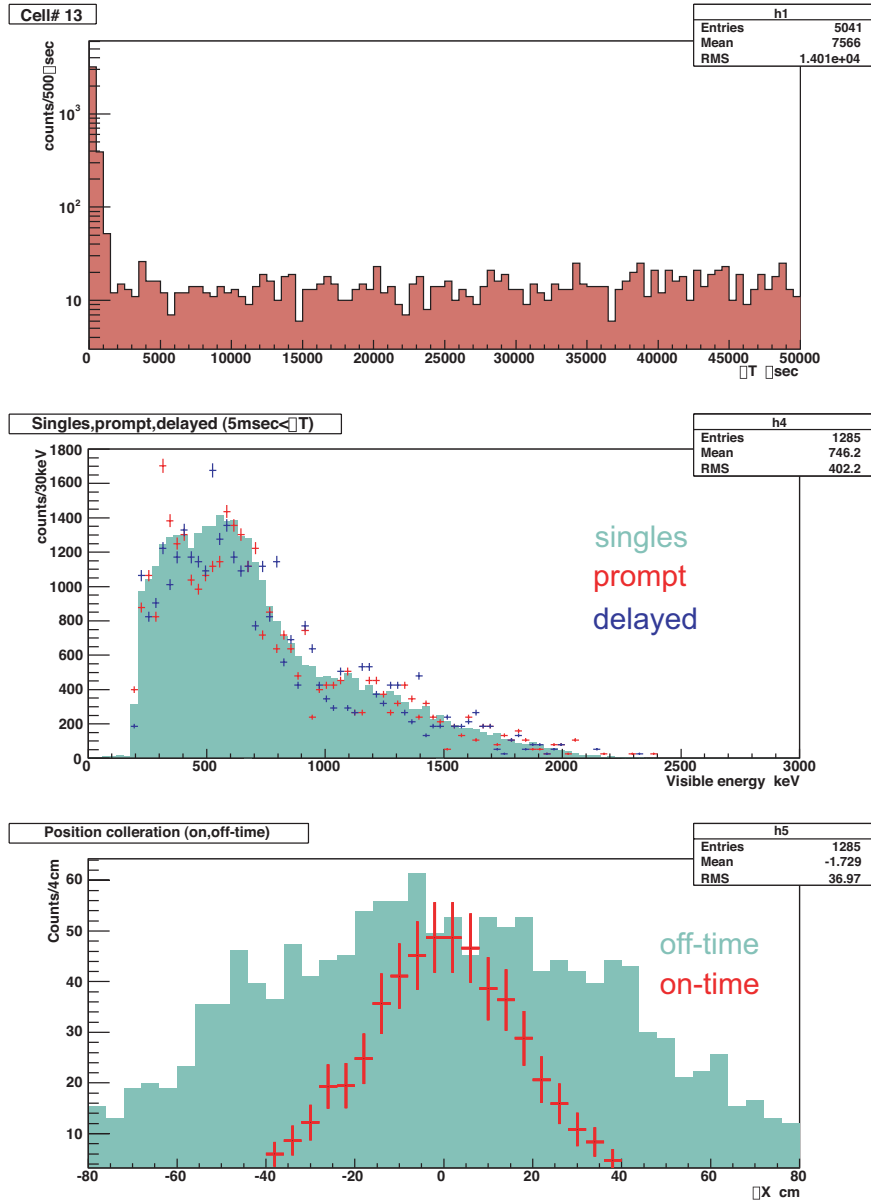 Cell# 13
h1
Entries 5041
Mean 7566
RMS 1.401e+04
counts/500□sec
10³
10²
10
0 5000 10000 15000 20000 25000 30000 35000 40000 45000 50000
□T □sec
Singles,prompt,delayed (5msec<□T)
h4
Entries 1285
Mean 746.2
RMS 402.2
counts/30keV
1800
1600
1400
1200
1000
800
600
400
200
0
singles
prompt
delayed
0 500 1000 1500 2000 2500 3000
Visible energy keV
Position colleration (on,off-time)
h5
Entries 1285
Mean -1.729
RMS 36.97
Counts/4cm
60
50
40
30
20
10
off-time
on-time
-80 -60 -40 -20 0 20 40 60 80
□X cm